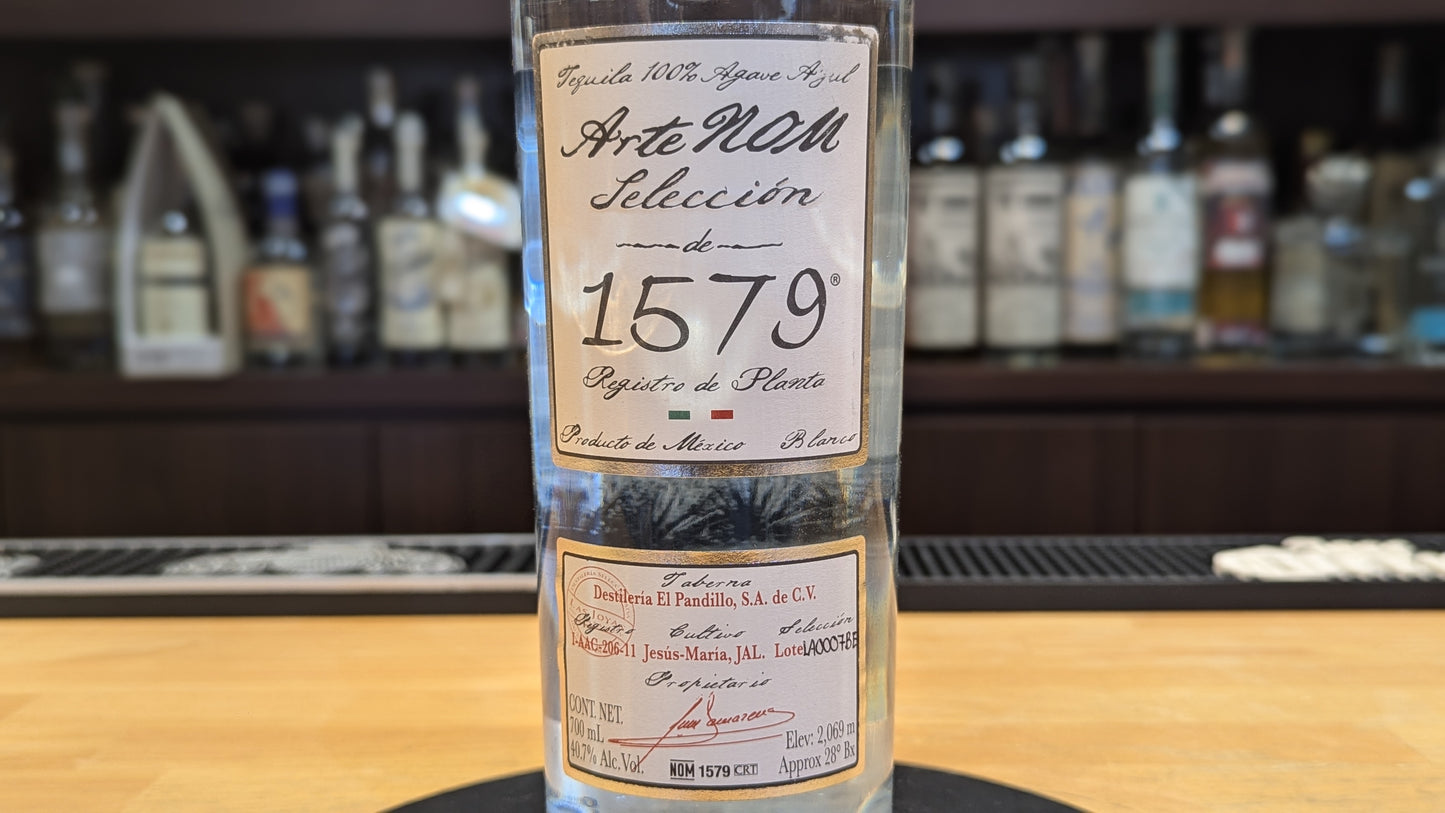 Tequila 100% Agave Azul
Arte NOM
Selección
de
1579®
Registro de Planta
Producto de México Blanco
Taberna
Destilería El Pandillo, S.A. de C.V.
Registro Cultivo Selección
I-AAG-206-11 Jesús-María, JAL. Lote LA0007BE
Propietario
CONT. NET.
700 mL
40.7% Alc.Vol.
Elev: 2,069 m
Approx 28° Bx
NOM 1579 CRT